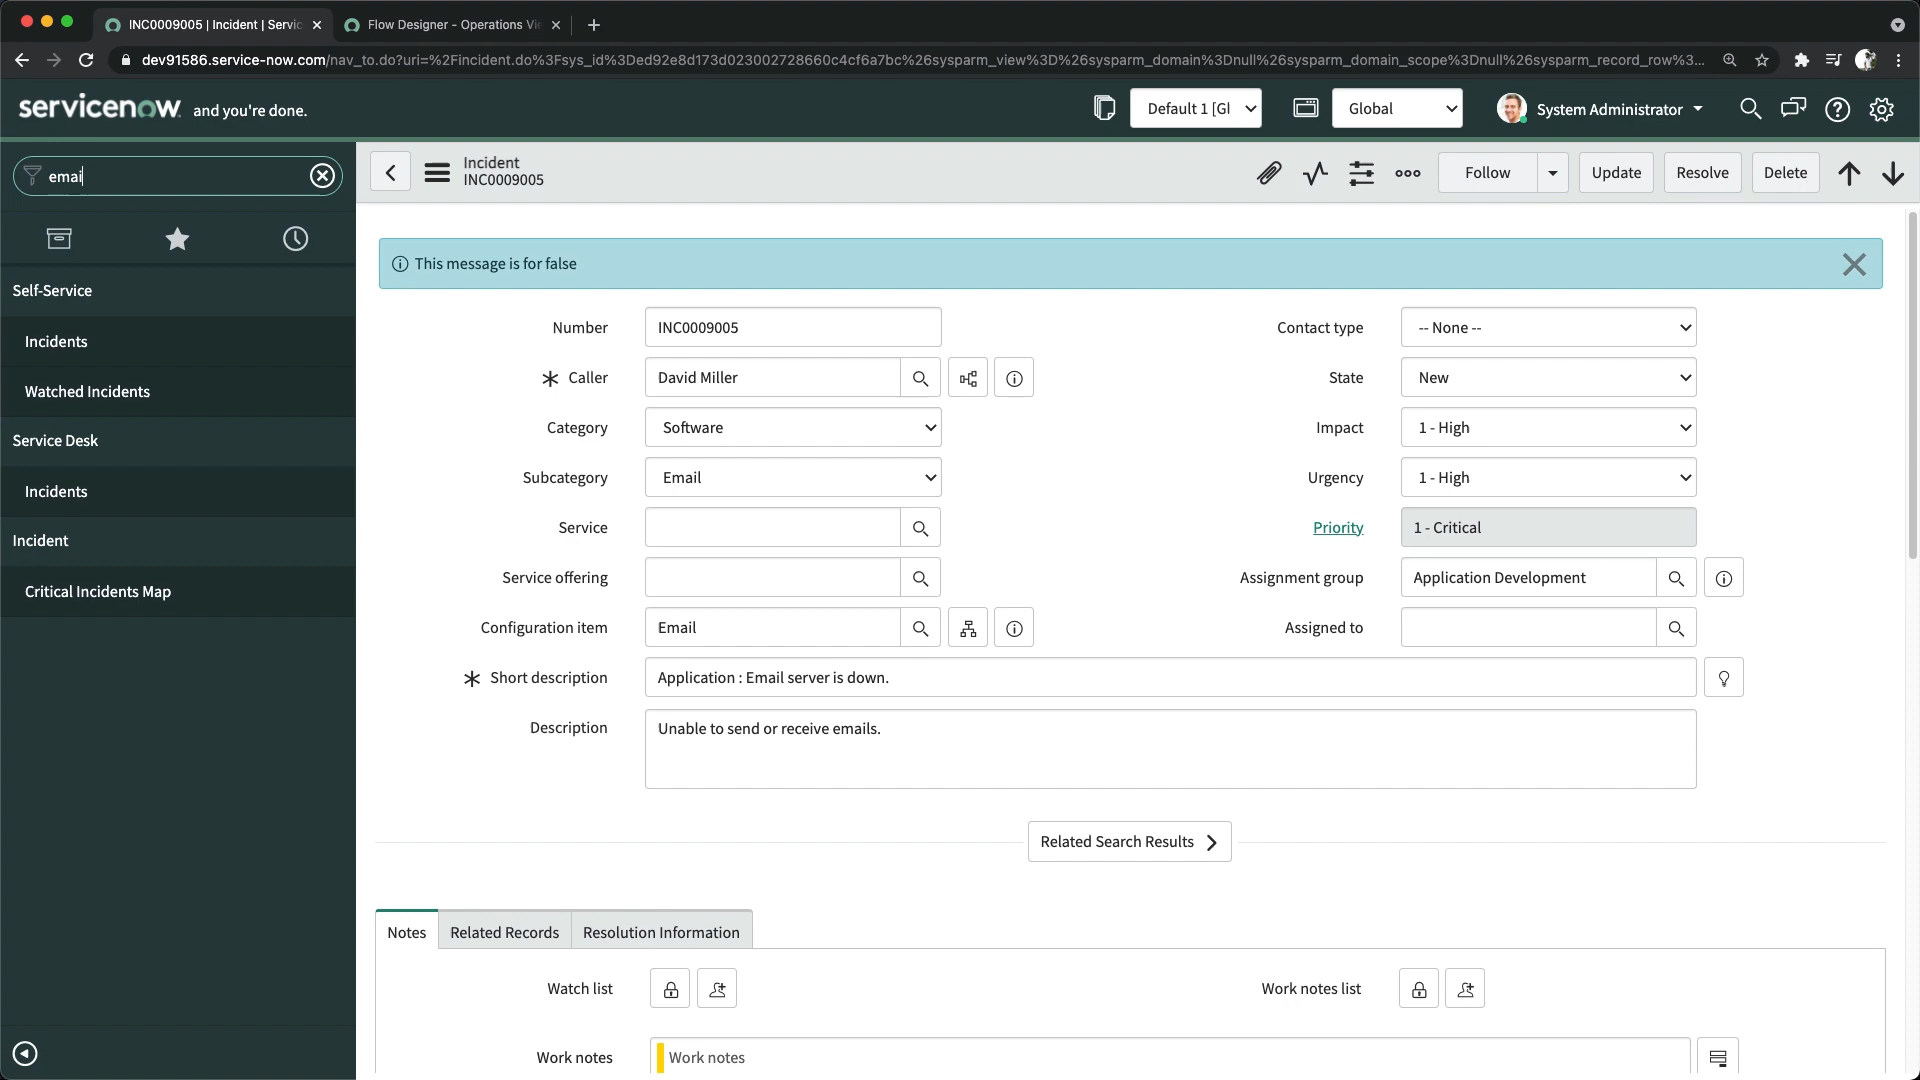 INC0009005 | Incident | Servic
Flow Designer - Operations Vi
dev91586.service-now.com/nav_to.do?uri=%2Fincident.do%3Fsys_id%3Ded92e8d173d023002728660c4cf6a7bc%26sysparm_view%3D%26sysparm_domain%3Dnull%26sysparm_domain_scope%3Dnull%26sysparm_record_row%3...
servicenow and you're done.
Default 1 [Gl
Global
System Administrator
emai
Incident
INC0009005
Follow
Update
Resolve
Delete
Self-Service
Incidents
Watched Incidents
Service Desk
Incidents
Incident
Critical Incidents Map
This message is for false
Number INC0009005
Contact type -- None --
Caller David Miller
State New
Category Software
Impact 1 - High
Subcategory Email
Urgency 1 - High
Service
Priority 1 - Critical
Service offering
Assignment group Application Development
Configuration item Email
Assigned to
Short description Application : Email server is down.
Description Unable to send or receive emails.
Related Search Results
Notes
Related Records
Resolution Information
Watch list
Work notes list
Work notes Work notes